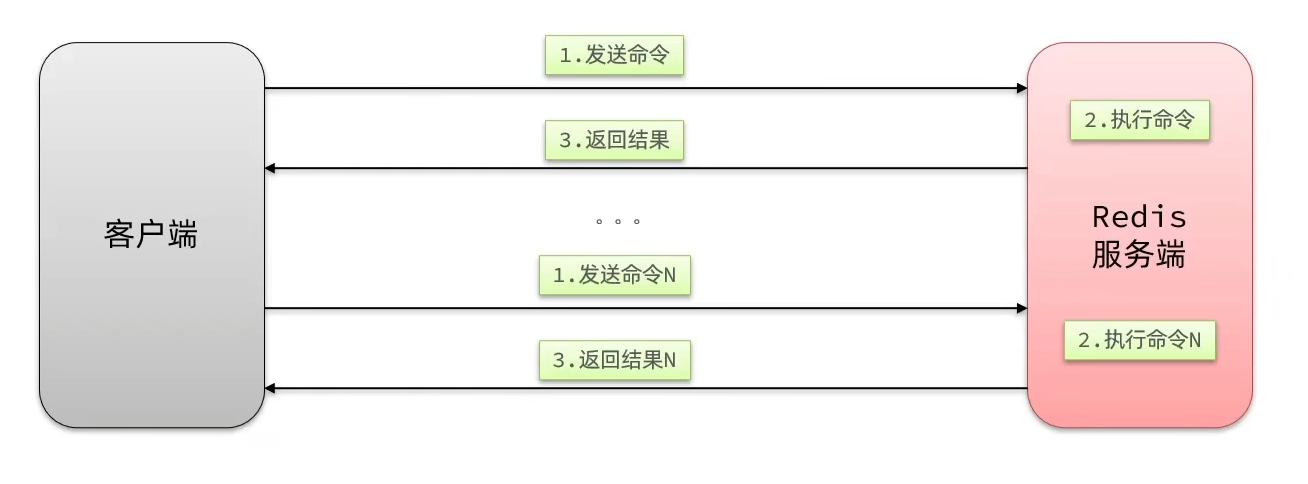 1.发送命令
2.执行命令
3.返回结果
客户端
。。。
Redis
服务端
1.发送命令N
2.执行命令N
3.返回结果N